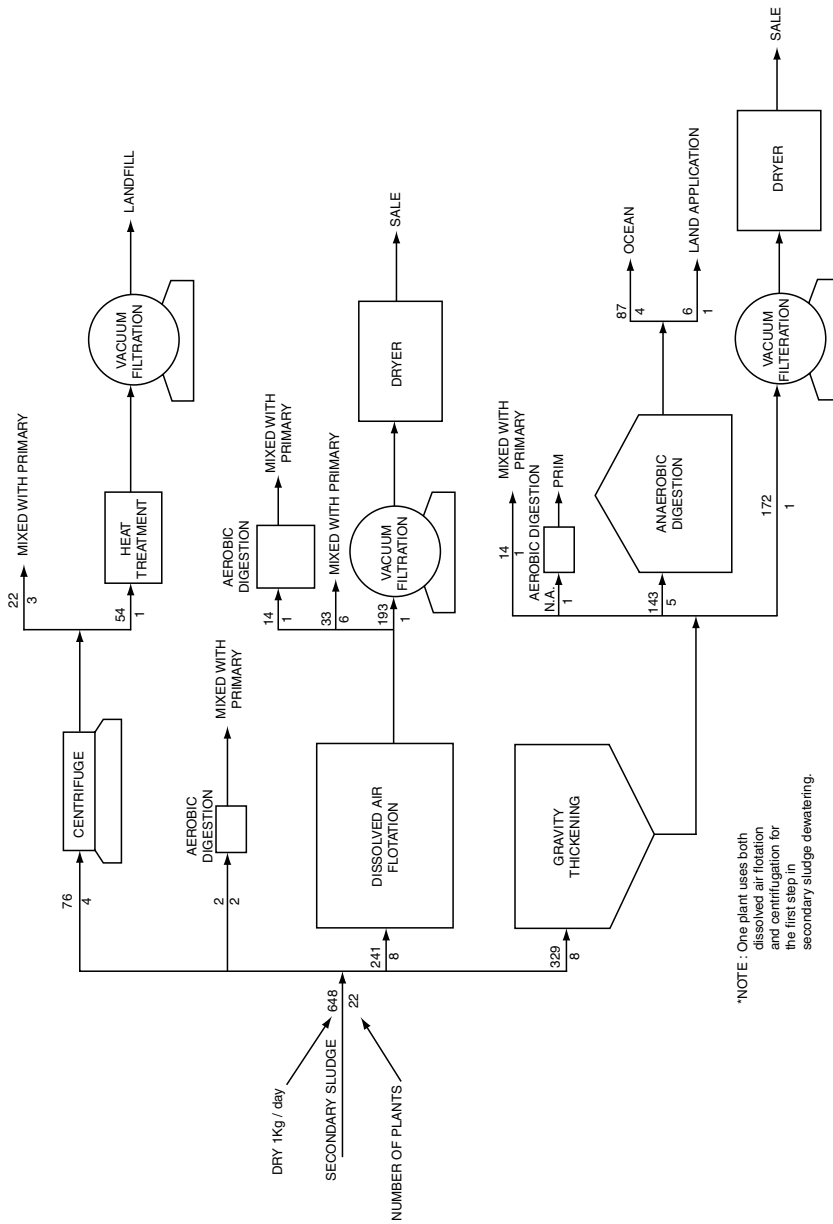 DRY 1Kg / day
648
SECONDARY SLUDGE
22
NUMBER OF PLANTS
76
4
CENTRIFUGE
22
3
MIXED WITH PRIMARY
54
1
HEAT
TREATMENT
VACUUM
FILTRATION
LANDFILL
2
2
AEROBIC
DIGESTION
MIXED WITH
PRIMARY
241
8
DISSOLVED AIR
FLOTATION
14
1
AEROBIC
DIGESTION
MIXED WITH
PRIMARY
33
6
MIXED WITH PRIMARY
193
1
VACUUM
FILTRATION
DRYER
SALE
329
8
GRAVITY
THICKENING
14
1
MIXED WITH
PRIMARY
AEROBIC DIGESTION
N.A.
1
PRIM
143
5
ANAEROBIC
DIGESTION
87
4
OCEAN
6
1
LAND APPLICATION
172
1
VACUUM
FILTERATION
DRYER
SALE
*NOTE : One plant uses both
dissolved air flotation
and centrifugation for
the first step in
secondary sludge dewatering.